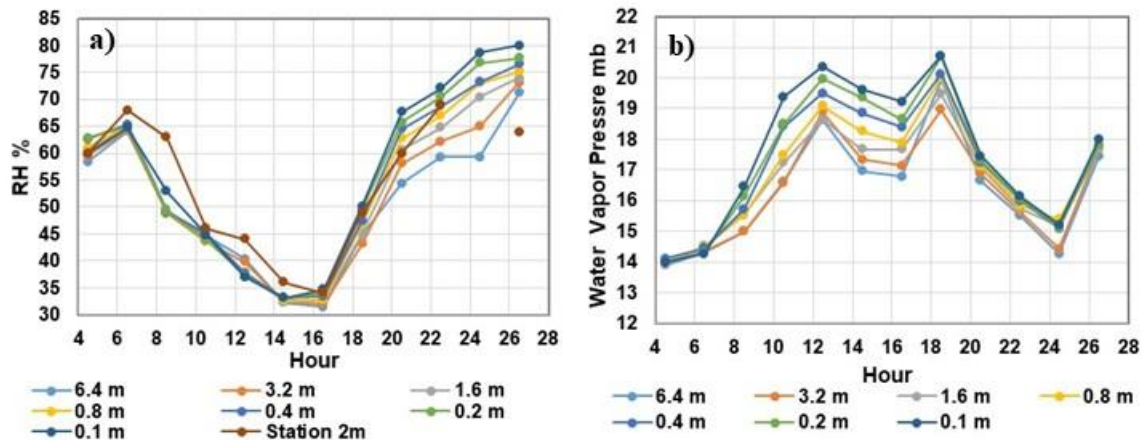 a)
RH %
85
80
75
70
65
60
55
50
45
40
35
30
4 6 8 10 12 14 16 18 20 22 24 26 28
Hour
6.4 m 3.2 m 1.6 m
0.8 m 0.4 m 0.2 m
0.1 m Station 2m
b)
Water Vapor Pressre mb
22
21
20
19
18
17
16
15
14
13
12
4 6 8 10 12 14 16 18 20 22 24 26 28
Hour
6.4 m 3.2 m 1.6 m 0.8 m
0.4 m 0.2 m 0.1 m